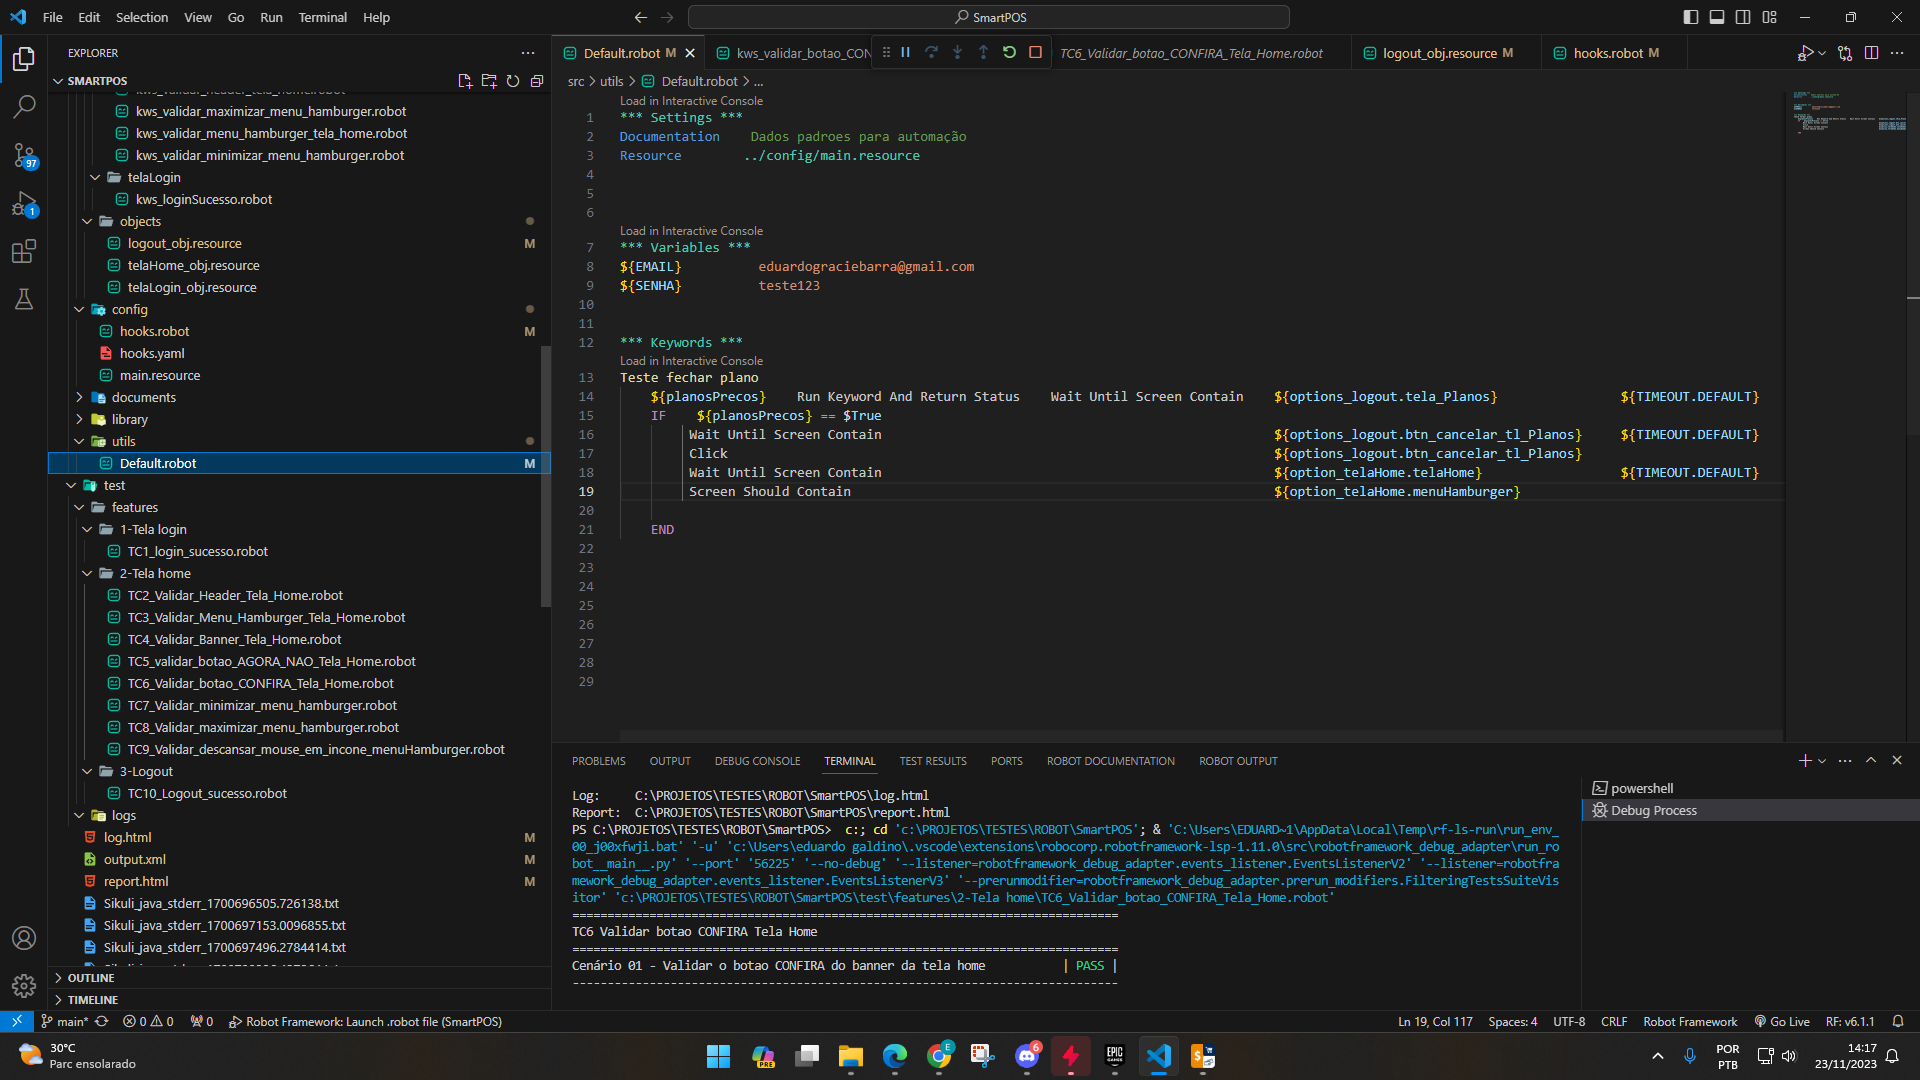 File Edit Selection View Go Run Terminal Help
SmartPOS
EXPLORER
SMARTPOS
kws_validar_header_tela_home.robot
kws_validar_maximizar_menu_hamburger.robot
kws_validar_menu_hamburger_tela_home.robot
kws_validar_minimizar_menu_hamburger.robot
telaLogin
kws_loginSucesso.robot
objects
logout_obj.resource M
telaHome_obj.resource
telaLogin_obj.resource
config
hooks.robot M
hooks.yaml
main.resource
documents
library
utils
Default.robot M
test
features
1-Tela login
TC1_login_sucesso.robot
2-Tela home
TC2_Validar_Header_Tela_Home.robot
TC3_Validar_Menu_Hamburger_Tela_Home.robot
TC4_Validar_Banner_Tela_Home.robot
TC5_validar_botao_AGORA_NAO_Tela_Home.robot
TC6_Validar_botao_CONFIRA_Tela_Home.robot
TC7_Validar_minimizar_menu_hamburger.robot
TC8_Validar_maximizar_menu_hamburger.robot
TC9_Validar_descansar_mouse_em_incone_menuHamburger.robot
3-Logout
TC10_Logout_sucesso.robot
logs
log.html M
output.xml M
report.html M
Sikuli_java_stderr_1700696505.726138.txt
Sikuli_java_stderr_1700697153.0096855.txt
Sikuli_java_stderr_1700697496.2784414.txt
OUTLINE
TIMELINE
97
1
Default.robot M
kws_validar_botao_CON
TC6_Validar_botao_CONFIRA_Tela_Home.robot
logout_obj.resource M
hooks.robot M
src > utils > Default.robot > ...
Load in Interactive Console
1 *** Settings ***
2 Documentation Dados padroes para automação
3 Resource ../config/main.resource
4
5
6
Load in Interactive Console
7 *** Variables ***
8 ${EMAIL} eduardograciebarra@gmail.com
9 ${SENHA} teste123
10
11
12 *** Keywords ***
Load in Interactive Console
13 Teste fechar plano
14 ${planosPrecos} Run Keyword And Return Status Wait Until Screen Contain ${options_logout.tela_Planos} ${TIMEOUT.DEFAULT}
15 IF ${planosPrecos} == $True
16 Wait Until Screen Contain ${options_logout.btn_cancelar_tl_Planos} ${TIMEOUT.DEFAULT}
17 Click ${options_logout.btn_cancelar_tl_Planos}
18 Wait Until Screen Contain ${option_telaHome.telaHome} ${TIMEOUT.DEFAULT}
19 Screen Should Contain ${option_telaHome.menuHamburger}
20
21 END
22
23
24
25
26
27
28
29
PROBLEMS OUTPUT DEBUG CONSOLE TERMINAL TEST RESULTS PORTS ROBOT DOCUMENTATION ROBOT OUTPUT
Log: C:\PROJETOS\TESTES\ROBOT\SmartPOS\log.html
Report: C:\PROJETOS\TESTES\ROBOT\SmartPOS\report.html
PS C:\PROJETOS\TESTES\ROBOT\SmartPOS> c:; cd 'c:\PROJETOS\TESTES\ROBOT\SmartPOS'; & 'C:\Users\EDUARD~1\AppData\Local\Temp\rf-ls-run\run_env_
00_j00xfwji.bat' '-u' 'c:\Users\eduardo galdino\.vscode\extensions\robocorp.robotframework-lsp-1.11.0\src\robotframework_debug_adapter\run_ro
bot__main__.py' '--port' '56225' '--no-debug' '--listener=robotframework_debug_adapter.events_listener.EventsListenerV2' '--listener=robotfra
mework_debug_adapter.events_listener.EventsListenerV3' '--prerunmodifier=robotframework_debug_adapter.prerun_modifiers.FilteringTestsSuiteVis
itor' 'c:\PROJETOS\TESTES\ROBOT\SmartPOS\test\features\2-Tela home\TC6_Validar_botao_CONFIRA_Tela_Home.robot'
==============================================================================
TC6 Validar botao CONFIRA Tela Home
==============================================================================
Cenário 01 - Validar o botao CONFIRA do banner da tela home | PASS |
------------------------------------------------------------------------------
powershell
Debug Process
main* 0 0 0 Robot Framework: Launch .robot file (SmartPOS)
Ln 19, Col 117 Spaces: 4 UTF-8 CRLF Robot Framework Go Live RF: v6.1.1
30°C
Parc ensolarado
PRE
E
6
EPIC
GAMES
POR
PTB
14:17
23/11/2023